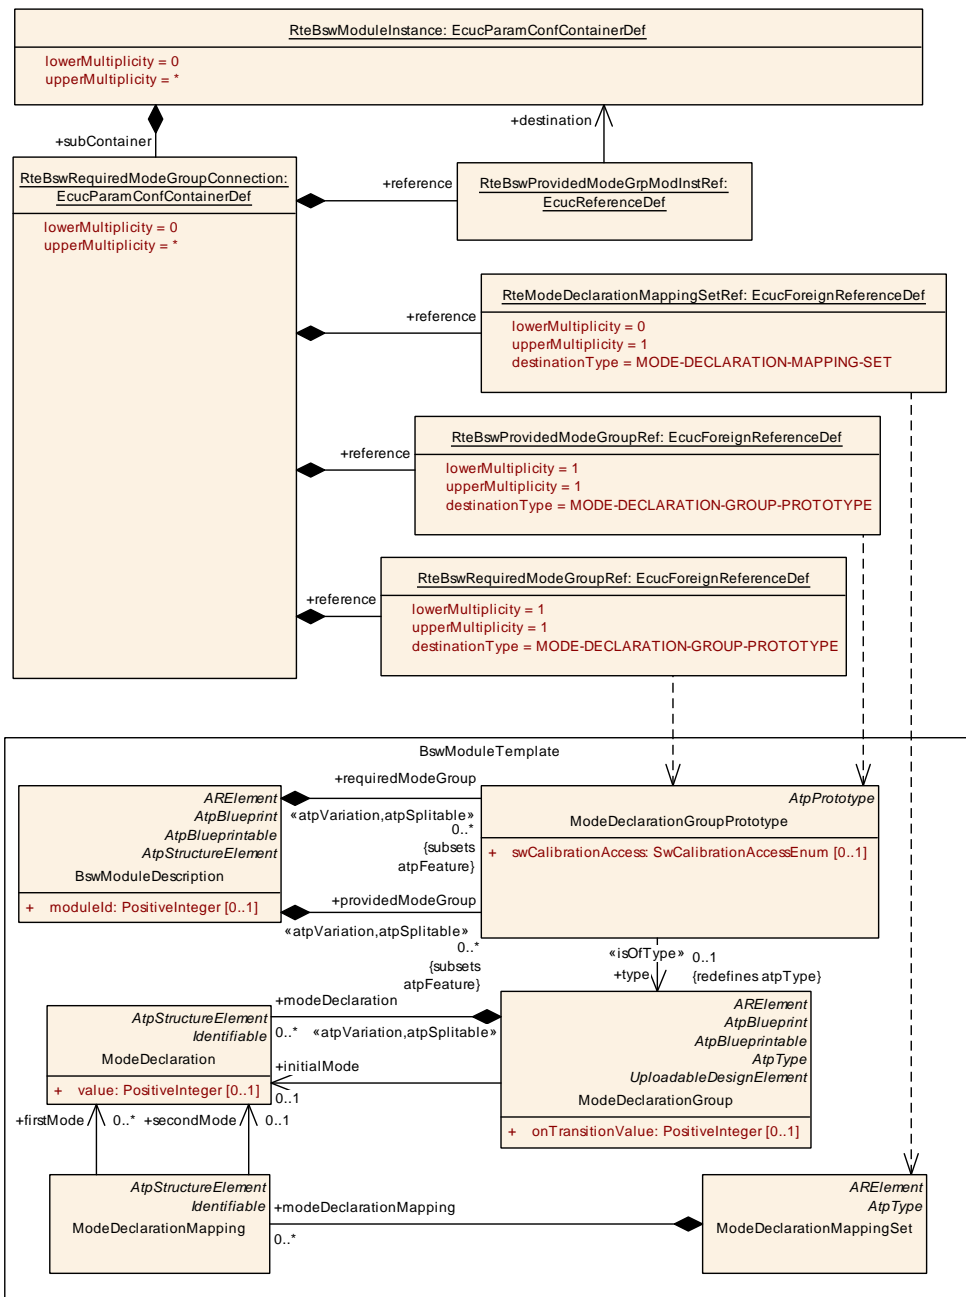 RteBswModuleInstance: EcucParamConfContainerDef
lowerMultiplicity = 0
upperMultiplicity = *
+destination
+subContainer
RteBswRequiredModeGroupConnection:
EcucParamConfContainerDef
lowerMultiplicity = 0
upperMultiplicity = *
+reference
RteBswProvidedModeGrpModInstRef:
EcucReferenceDef
+reference
RteModeDeclarationMappingSetRef: EcucForeignReferenceDef
lowerMultiplicity = 0
upperMultiplicity = 1
destinationType = MODE-DECLARATION-MAPPING-SET
+reference
RteBswProvidedModeGroupRef: EcucForeignReferenceDef
lowerMultiplicity = 1
upperMultiplicity = 1
destinationType = MODE-DECLARATION-GROUP-PROTOTYPE
+reference
RteBswRequiredModeGroupRef: EcucForeignReferenceDef
lowerMultiplicity = 1
upperMultiplicity = 1
destinationType = MODE-DECLARATION-GROUP-PROTOTYPE
BswModuleTemplate
ARElement
AtpBlueprint
AtpBlueprintable
AtpStructureElement
BswModuleDescription
+ moduleId: PositiveInteger [0..1]
+requiredModeGroup
«atpVariation,atpSplitable»
0..*
{subsets
atpFeature}
+providedModeGroup
«atpVariation,atpSplitable»
0..*
{subsets
atpFeature}
AtpPrototype
ModeDeclarationGroupPrototype
+ swCalibrationAccess: SwCalibrationAccessEnum [0..1]
«isOfType»
+type
0..1
{redefines atpType}
+modeDeclaration
0..* «atpVariation,atpSplitable»
AtpStructureElement
Identifiable
ModeDeclaration
+ value: PositiveInteger [0..1]
+initialMode
0..1
ARElement
AtpBlueprint
AtpBlueprintable
AtpType
UploadableDesignElement
ModeDeclarationGroup
+ onTransitionValue: PositiveInteger [0..1]
+firstMode 0..* +secondMode 0..1
AtpStructureElement
Identifiable
ModeDeclarationMapping
+modeDeclarationMapping
0..*
ARElement
AtpType
ModeDeclarationMappingSet